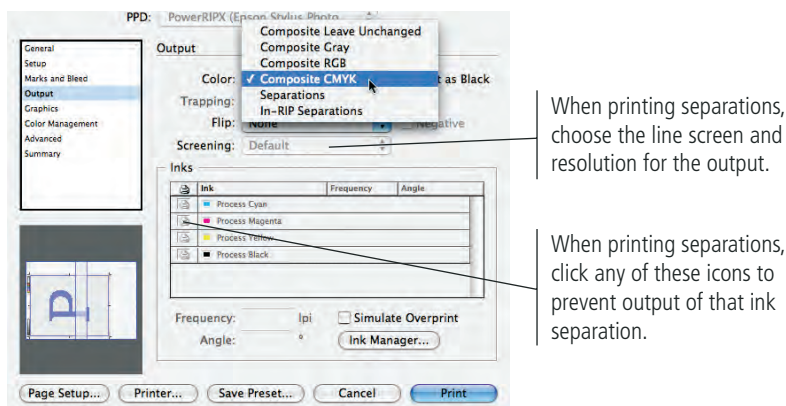 PPD: PowerRIPX (Epson Stylus Photo
General
Setup
Marks and Bleed
Output
Graphics
Color Management
Advanced
Summary
Output
Composite Leave Unchanged
Composite Gray
Composite RGB
Color: ✓ Composite CMYK t as Black
Separations
In-RIP Separations
Trapping:
Flip: None Negative
Screening: Default
Inks
Ink Frequency Angle
Process Cyan
Process Magenta
Process Yellow
Process Black
P
Frequency: lpi Simulate Overprint
Angle: ° Ink Manager...
Page Setup... Printer... Save Preset... Cancel Print
When printing separations,
choose the line screen and
resolution for the output.
When printing separations,
click any of these icons to
prevent output of that ink
separation.